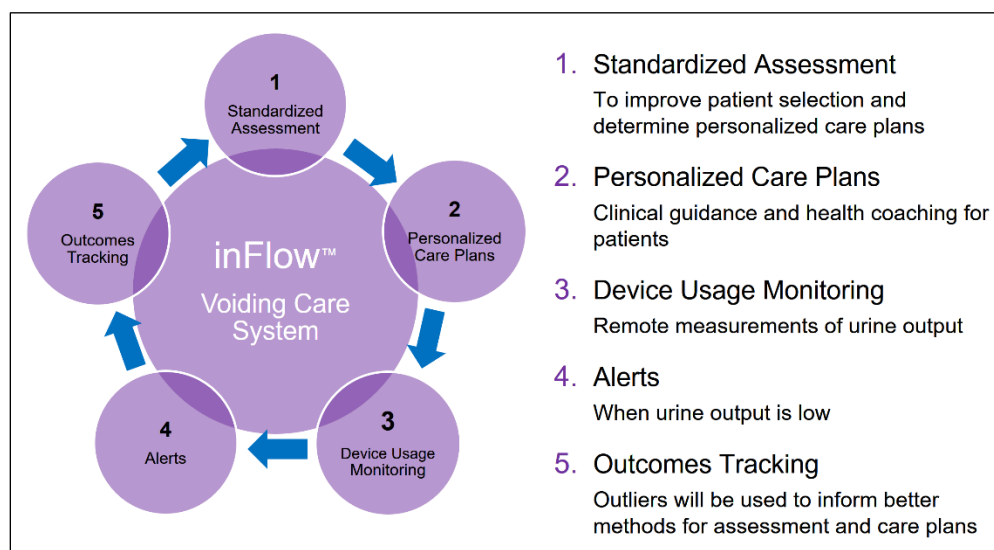 1
Standardized
Assessment
2
Personalized
Care Plans
3
Device Usage
Monitoring
4
Alerts
5
Outcomes
Tracking
inFlow™
Voiding Care
System
1. Standardized Assessment
To improve patient selection and
determine personalized care plans
2. Personalized Care Plans
Clinical guidance and health coaching for
patients
3. Device Usage Monitoring
Remote measurements of urine output
4. Alerts
When urine output is low
5. Outcomes Tracking
Outliers will be used to inform better
methods for assessment and care plans